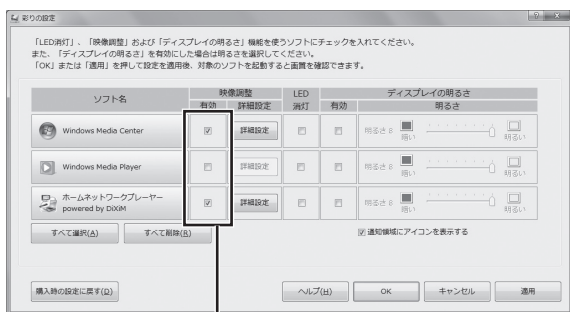 彩りの設定
「LED消灯」、「映像調整」および「ディスプレイの明るさ」機能を使うソフトにチェックを入れてください。
また、「ディスプレイの明るさ」を有効にした場合は明るさを選択してください。
「OK」または「適用」を押して設定を適用後、対象のソフトを起動すると画質を確認できます。
ソフト名 映像調整 LED消灯 ディスプレイの明るさ
有効 詳細設定 有効 明るさ
Windows Media Center 詳細設定 明るさ 8 暗い 明るい
Windows Media Player 詳細設定 明るさ 8 暗い 明るい
ホームネットワークプレーヤー
powered by DiXiM 詳細設定 明るさ 8 暗い 明るい
すべて選択(A) すべて削除(R) 通知領域にアイコンを表示する
購入時の設定に戻す(D) ヘルプ(H) OK キャンセル 適用